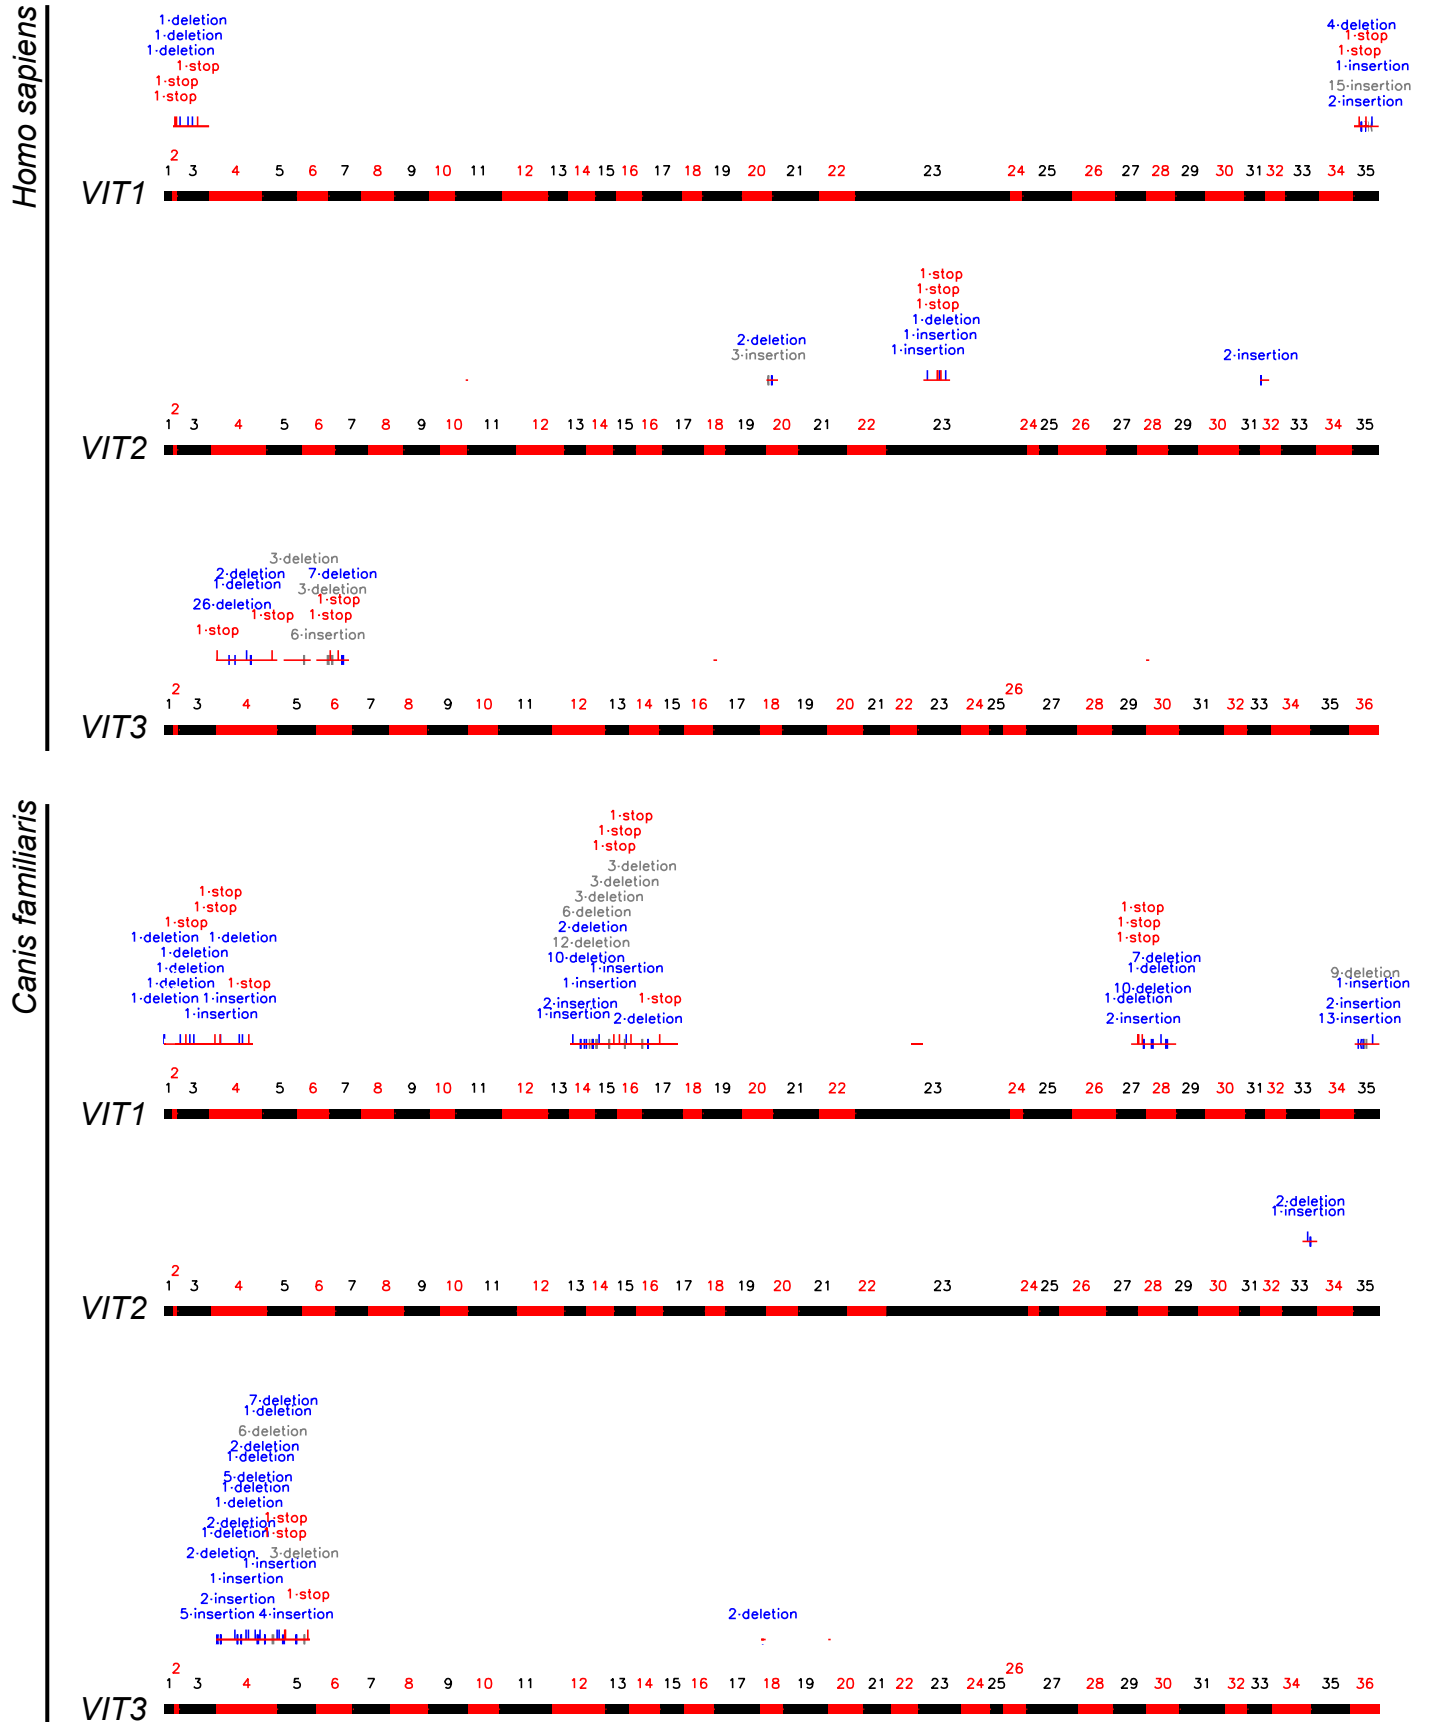 Homo sapiens
1-deletion
1-deletion
1-deletion
1-stop
1-stop
1-stop
4-deletion
1-stop
1-stop
1-insertion
15-insertion
2-insertion
2
1 3 4 5 6 7 8 9 10 11 12 13 14 15 16 17 18 19 20 21 22 23 24 25 26 27 28 29 30 31 32 33 34 35
VIT1
1-stop
1-stop
1-stop
1-deletion
1-insertion
1-insertion
2-deletion
3-insertion
2-insertion
2
1 3 4 5 6 7 8 9 10 11 12 13 14 15 16 17 18 19 20 21 22 23 24 25 26 27 28 29 30 31 32 33 34 35
VIT2
3-deletion
2-deletion 7-deletion
1-deletion 3-deletion
26-deletion 1-stop
1-stop 1-stop
1-stop 6-insertion
2 26
1 3 4 5 6 7 8 9 10 11 12 13 14 15 16 17 18 19 20 21 22 23 24 25 27 28 29 30 31 32 33 34 35 36
VIT3
Canis familiaris
1-stop
1-stop
1-stop
1-deletion 1-deletion
1-deletion
1-deletion
1-deletion 1-stop
1-deletion 1-insertion
1-insertion
1-stop
1-stop
1-stop
3-deletion
3-deletion
3-deletion
6-deletion
2-deletion
12-deletion
10-deletion
1-insertion
1-insertion
1-stop
2-insertion
1-insertion
2-deletion
1-stop
1-stop
1-stop
7-deletion
1-deletion
10-deletion
1-deletion
2-insertion
9-deletion
1-insertion
2-insertion
13-insertion
2
1 3 4 5 6 7 8 9 10 11 12 13 14 15 16 17 18 19 20 21 22 23 24 25 26 27 28 29 30 31 32 33 34 35
VIT1
2-deletion
1-insertion
2
1 3 4 5 6 7 8 9 10 11 12 13 14 15 16 17 18 19 20 21 22 23 24 25 26 27 28 29 30 31 32 33 34 35
VIT2
7-deletion
1-deletion
6-deletion
2-deletion
1-deletion
5-deletion
1-deletion
1-deletion
1-stop
2-deletion
1-deletion 1-stop
2-deletion 3-deletion
1-insertion
1-insertion
1-stop
2-insertion
5-insertion 4-insertion
2-deletion
2 26
1 3 4 5 6 7 8 9 10 11 12 13 14 15 16 17 18 19 20 21 22 23 24 25 27 28 29 30 31 32 33 34 35 36
VIT3